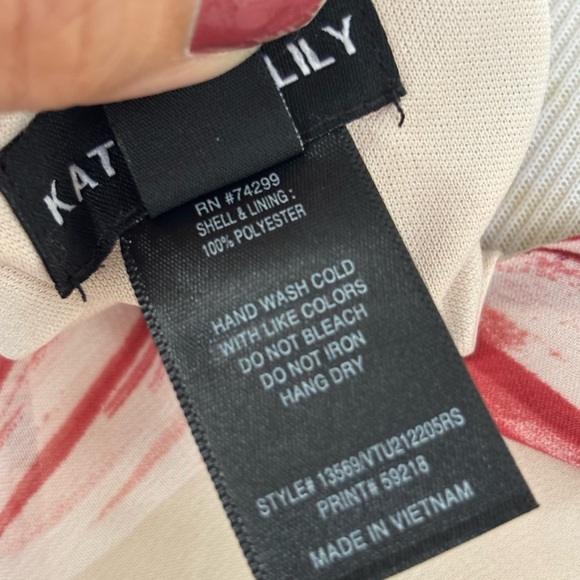 KAT LILY
RN #74299
SHELL & LINING:
100% POLYESTER
HAND WASH COLD
WITH LIKE COLORS
DO NOT BLEACH
DO NOT IRON
HANG DRY
STYLE# 13569/VTU212205RS
PRINT# 59218
MADE IN VIETNAM